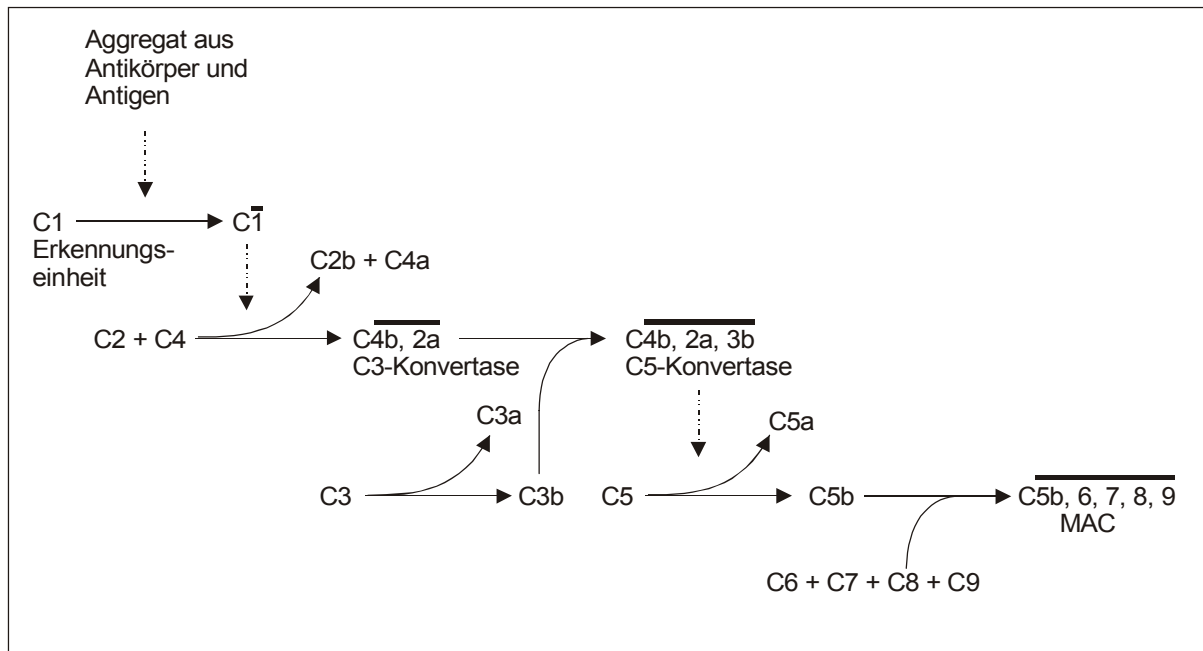 Aggregat aus
Antikörper und
Antigen
C1
C1̅
Erkennungs-
einheit
C2b + C4a
C2 + C4
C4b, 2a
C3-Konvertase
C4b, 2a, 3b
C5-Konvertase
C3a
C5a
C3
C3b
C5
C5b
C5b, 6, 7, 8, 9
MAC
C6 + C7 + C8 + C9